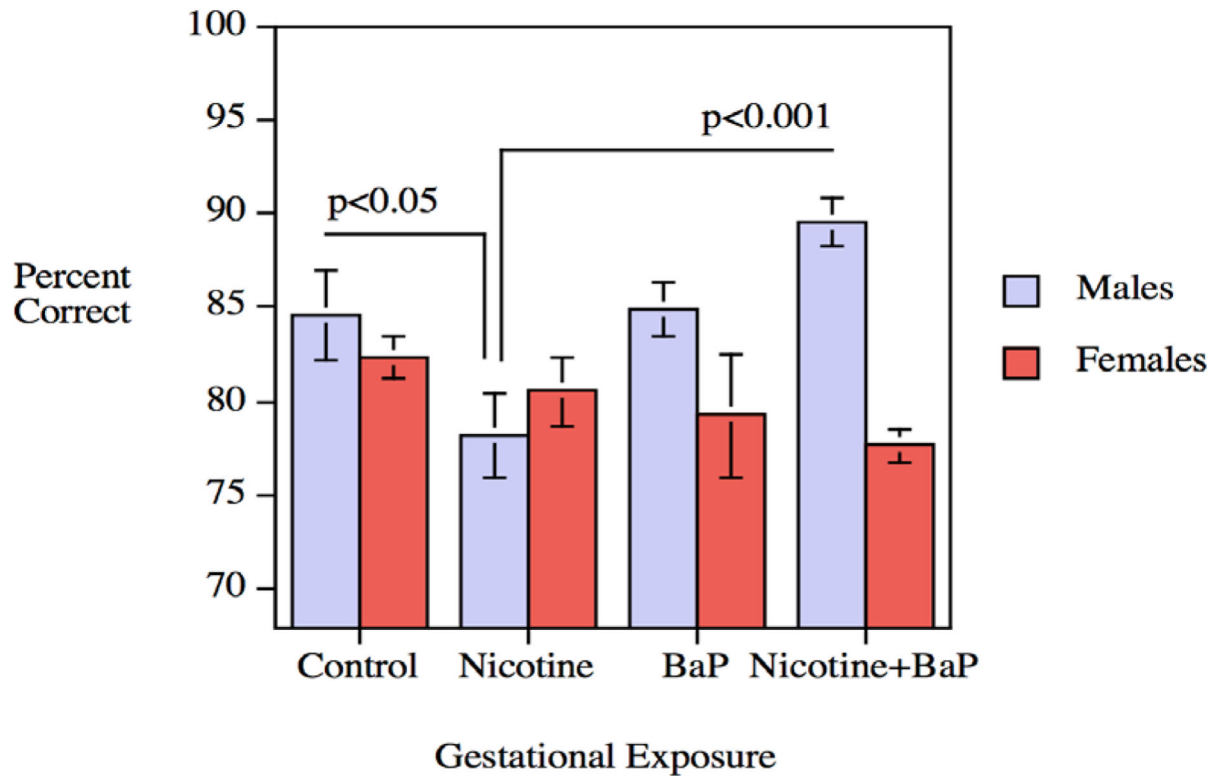 100
95
90
85
80
75
70
Percent
Correct
p<0.05
p<0.001
Males
Females
Control
Nicotine
BaP
Nicotine+BaP
Gestational Exposure